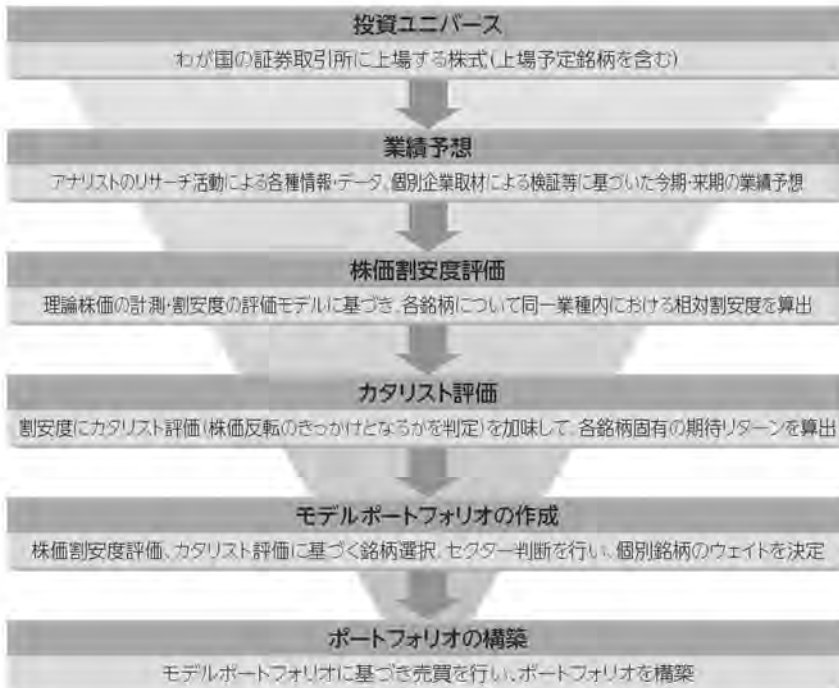 投資ユニバース
わが国の証券取引所に上場する株式(上場予定銘柄を含む)
業績予想
アナリストのリサーチ活動による各種情報・データ、個別企業取材による検証等に基づいた今期・来期の業績予想
株価割安度評価
理論株価の計測・割安度の評価モデルに基づき、各銘柄について同一業種内における相対割安度を算出
カタリスト評価
割安度にカタリスト評価(株価反転のきっかけとなるかを判定)を加味して、各銘柄固有の期待リターンを算出
モデルポートフォリオの作成
株価割安度評価、カタリスト評価に基づく銘柄選択、セクター判断を行い、個別銘柄のウェイトを決定
ポートフォリオの構築
モデルポートフォリオに基づき売買を行い、ポートフォリオを構築